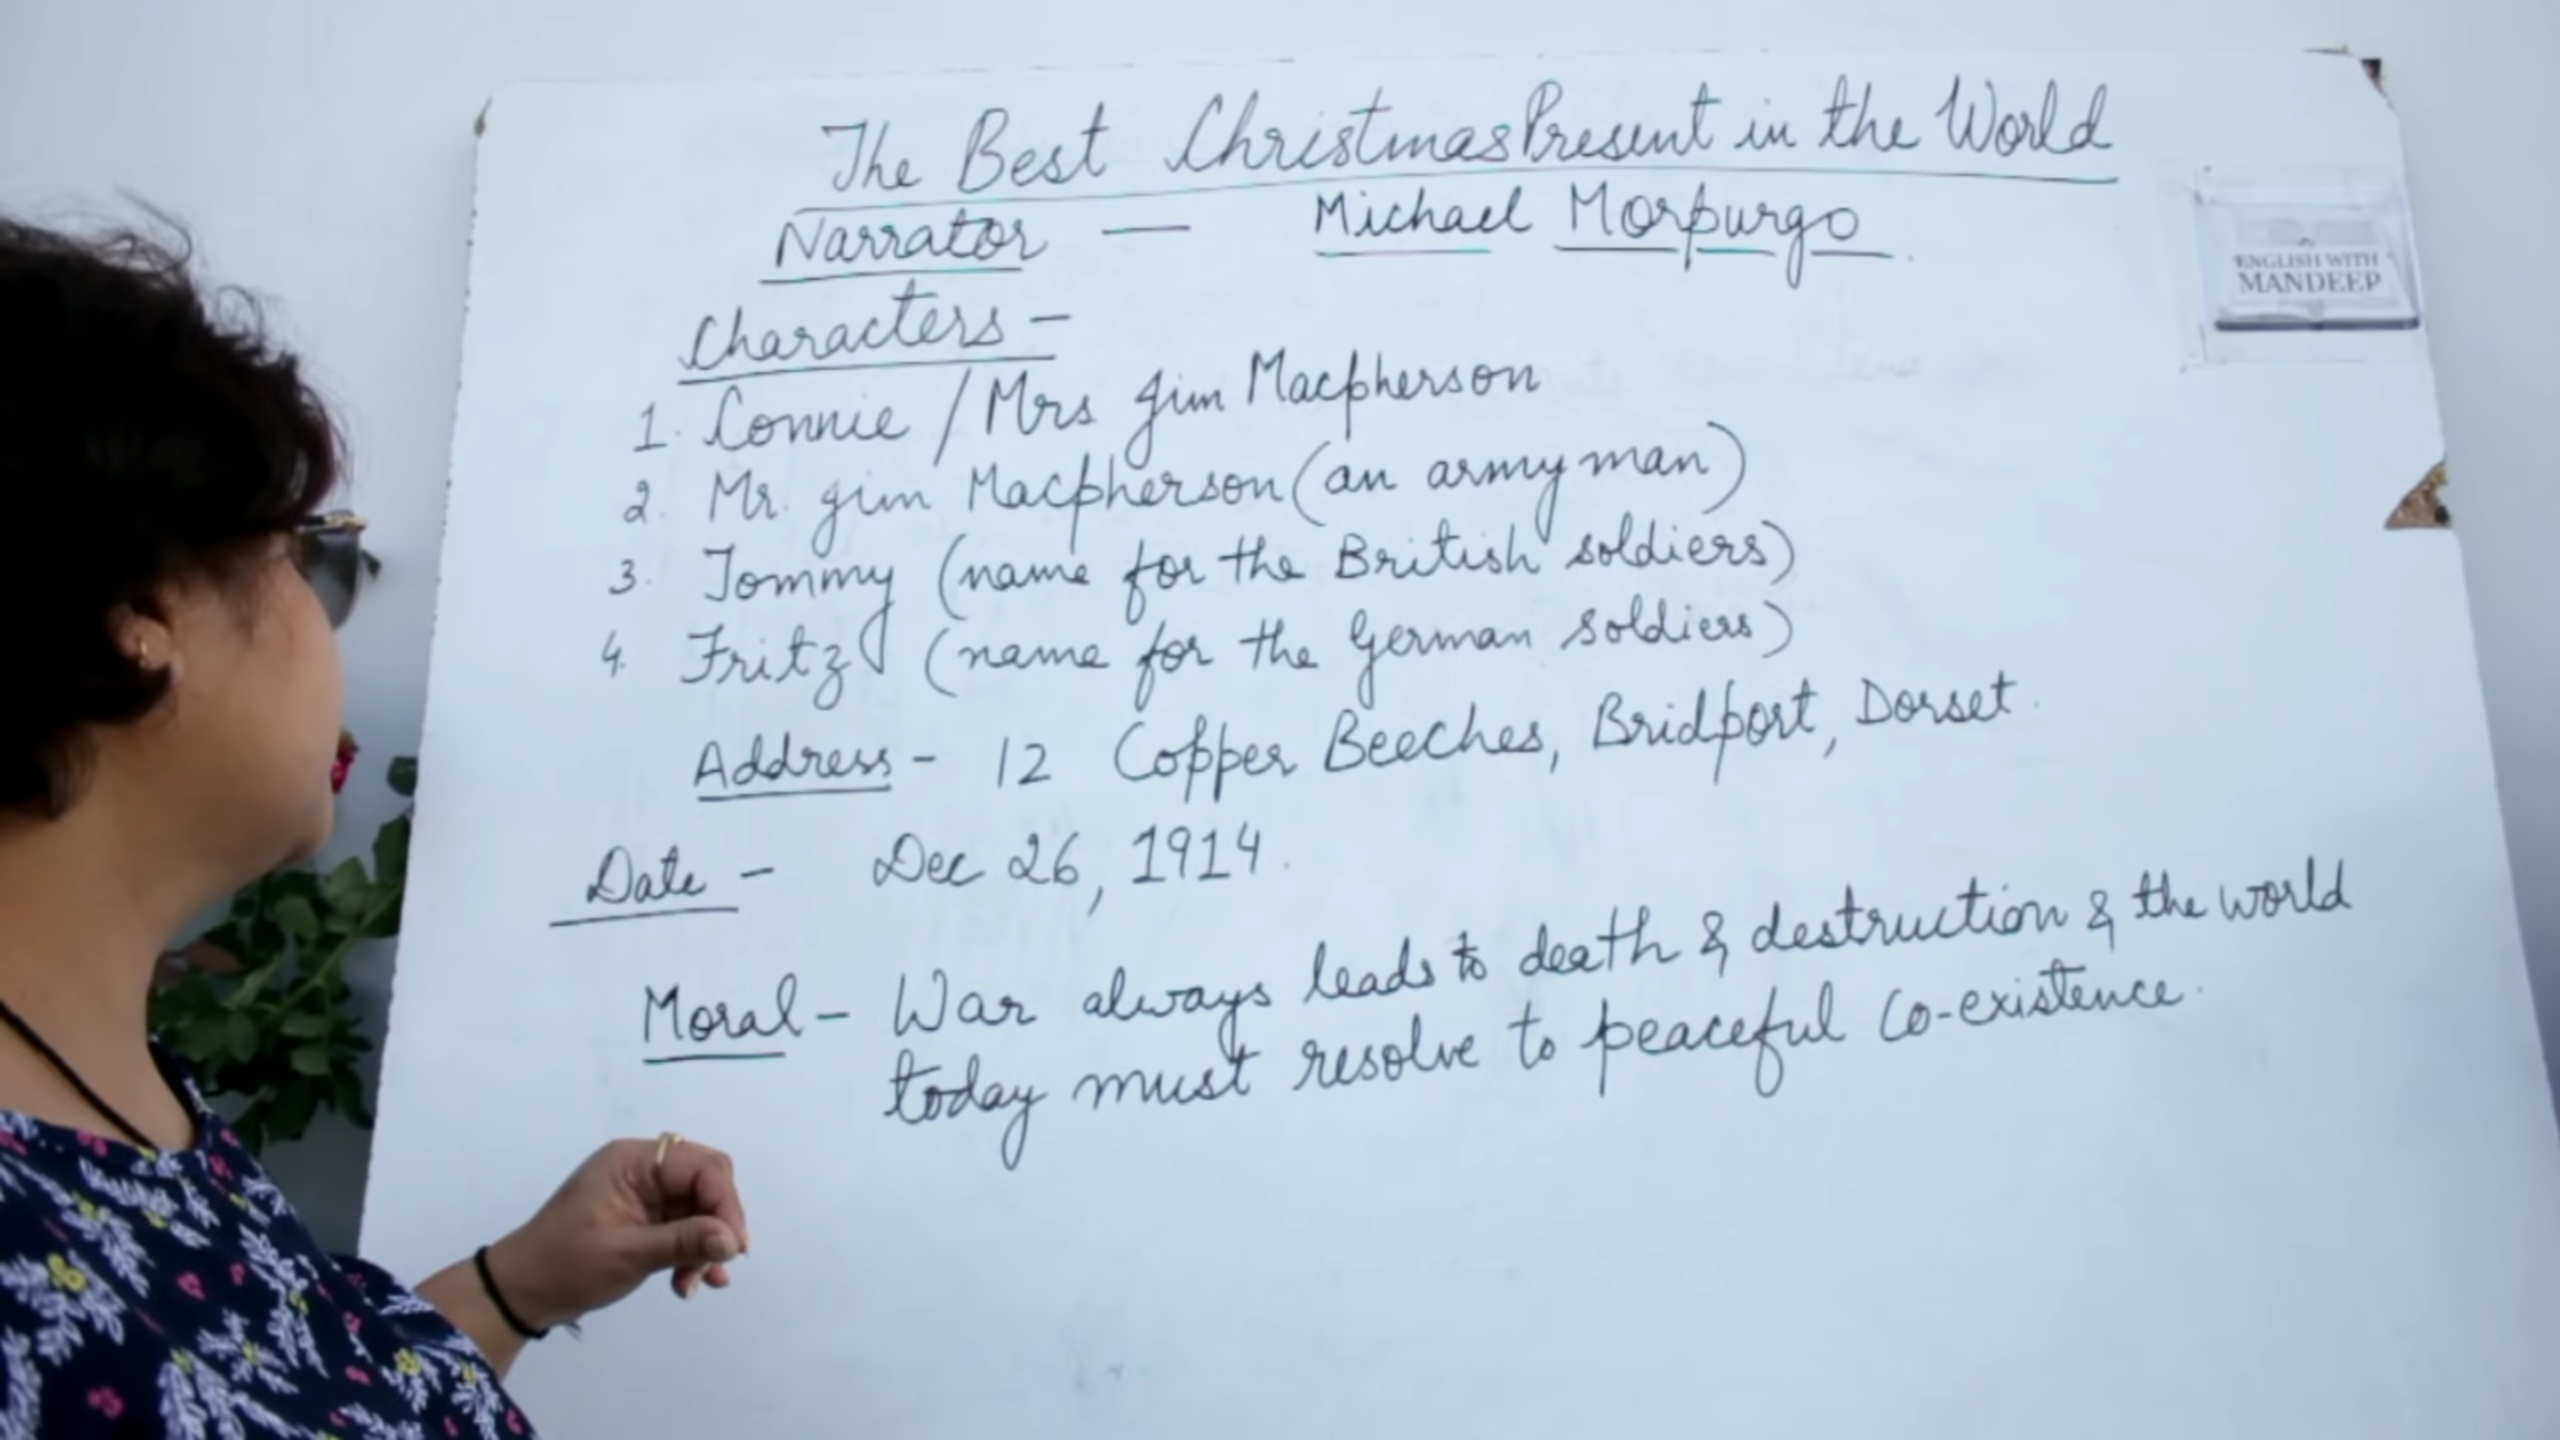 The Best Christmas Present in the World
Narrator — Michael Morpurgo
ENGLISH WITH
MANDEEP
Characters -
1. Connie / Mrs Jim Macpherson
2. Mr. Jim Macpherson (an army man)
3. Tommy (name for the British soldiers)
4. Fritz (name for the German soldiers)
Address - 12 Copper Beeches, Bridport, Dorset.
Date - Dec 26, 1914.
Moral - War always leads to death & destruction & the world
today must resolve to peaceful co-existence.